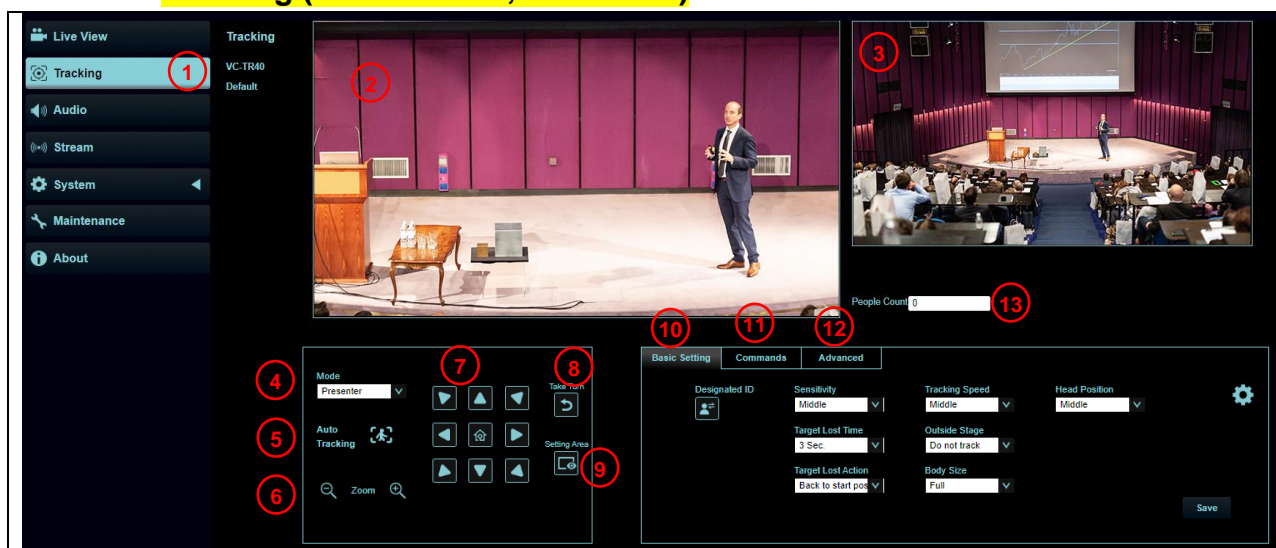 Live View
Tracking
1
Audio
Stream
System
Maintenance
About
Tracking
VC-TR40
Default
2
3
People Count 0
13
4
Mode
Presenter
5
Auto
Tracking
6
Zoom
7
8
Take Turn
Setting Area
9
10
11
12
Basic Setting Commands Advanced
Designated ID
Sensitivity
Middle
Tracking Speed
Middle
Head Position
Middle
Target Lost Time
3 Sec.
Outside Stage
Do not track
Target Lost Action
Back to start pos
Body Size
Full
Save